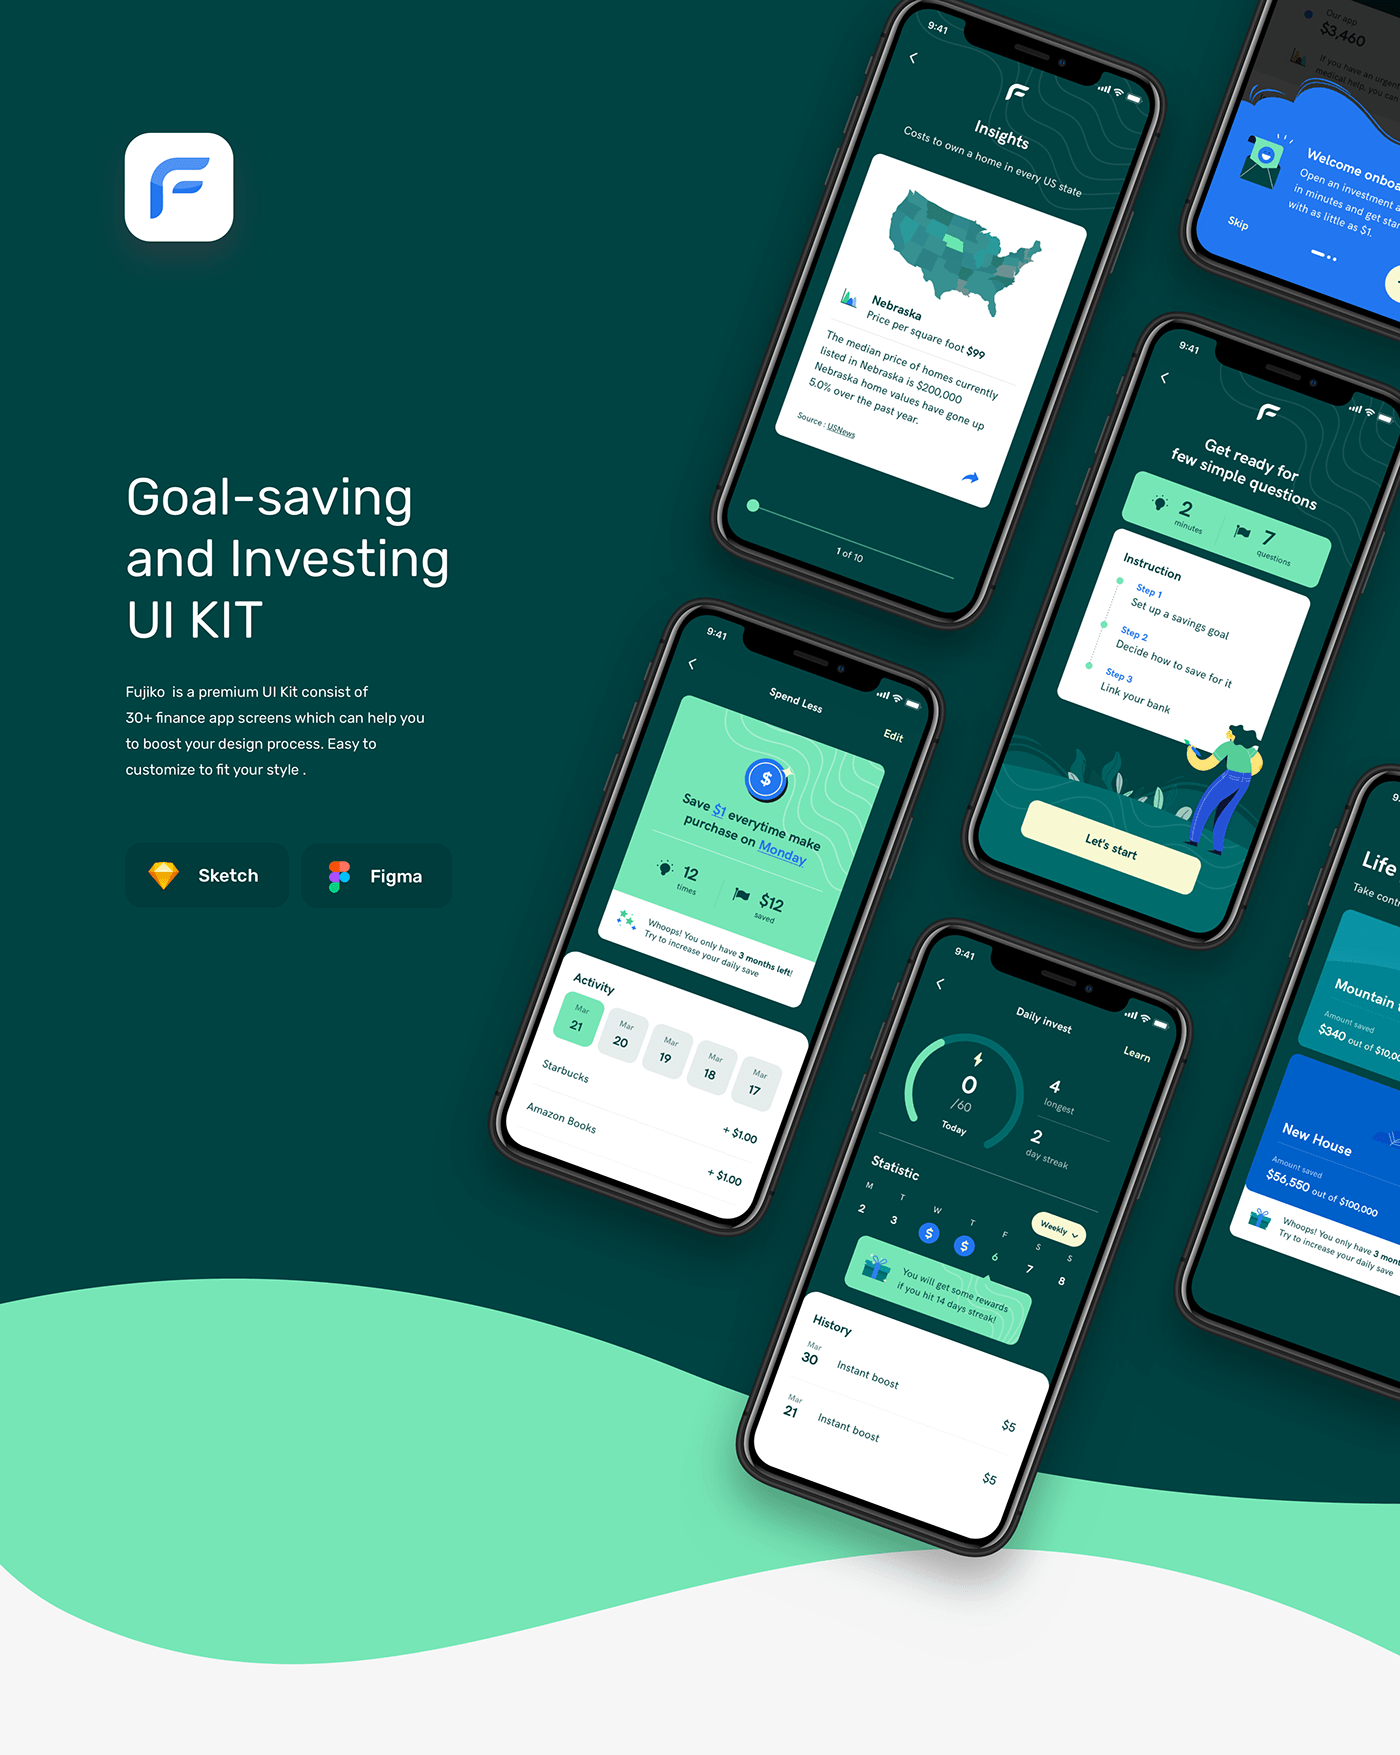 Goal-saving
and Investing
UI KIT
Fujiko is a premium UI Kit consist of
30+ finance app screens which can help you
to boost your design process. Easy to
customize to fit your style .
Sketch
Figma
9:41
Insights
Costs to own a home in every US state
Nebraska
Price per square foot $99
The median price of homes currently
listed in Nebraska is $200,000
Nebraska home values have gone up
5.0% over the past year.
Source : USNews
1 of 10
Our app
$3,460
If you have an urgent
medical help, you can
Welcome onboa
Open an investment a
in minutes and get star
with as little as $1.
Skip
9:41
Get ready for
few simple questions
2
minutes
7
questions
Instruction
Step 1
Set up a savings goal
Step 2
Decide how to save for it
Step 3
Link your bank
Let's start
9:41
Spend Less
Edit
Save $1 everytime make
purchase on Monday
12
times
$12
saved
Whoops! You only have 3 months left!
Try to increase your daily save
Activity
Mar
21
Mar
20
Mar
19
Mar
18
Mar
17
Starbucks
+ $1.00
Amazon Books
+ $1.00
9:41
Daily invest
Learn
0
/60
Today
4
longest
2
day streak
Statistic
Weekly
M T W T F S S
2 3 $ $ 6 7 8
You will get some rewards
if you hit 14 days streak!
History
Mar
30
Instant boost
$5
Mar
21
Instant boost
$5
9:
Life
Take contr
Mountain t
Amount saved
$340 out of $10,00
New House
Amount saved
$56,550 out of $100,000
Whoops! You only have 3 mont
Try to increase your daily save